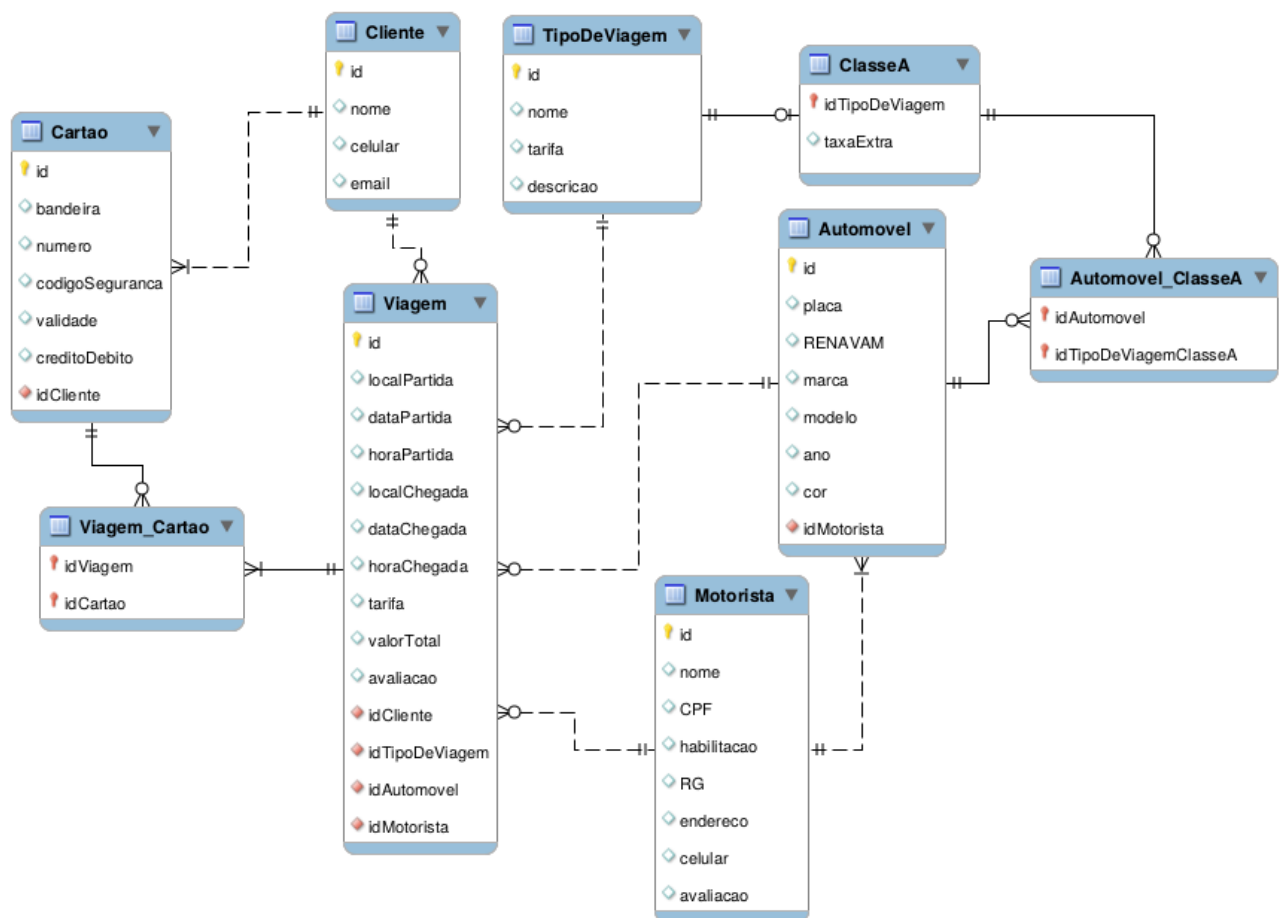 Cliente
id
nome
celular
email
TipoDeViagem
id
nome
tarifa
descricao
ClasseA
idTipoDeViagem
taxaExtra
Cartao
id
bandeira
numero
codigoSeguranca
validade
creditoDebito
idCliente
Automovel
id
placa
RENAVAM
marca
modelo
ano
cor
idMotorista
Automovel_ClasseA
idAutomovel
idTipoDeViagemClasseA
Viagem
id
localPartida
dataPartida
horaPartida
localChegada
dataChegada
horaChegada
tarifa
valorTotal
avaliacao
idCliente
idTipoDeViagem
idAutomovel
idMotorista
Viagem_Cartao
idViagem
idCartao
Motorista
id
nome
CPF
habilitacao
RG
endereco
celular
avaliacao